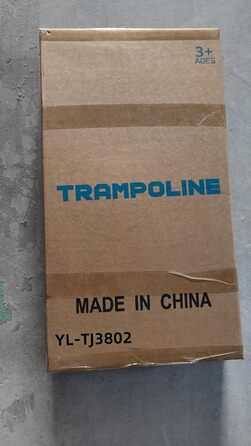 3+
AGES
TRAMPOLINE
MADE IN CHINA
YL-TJ3802